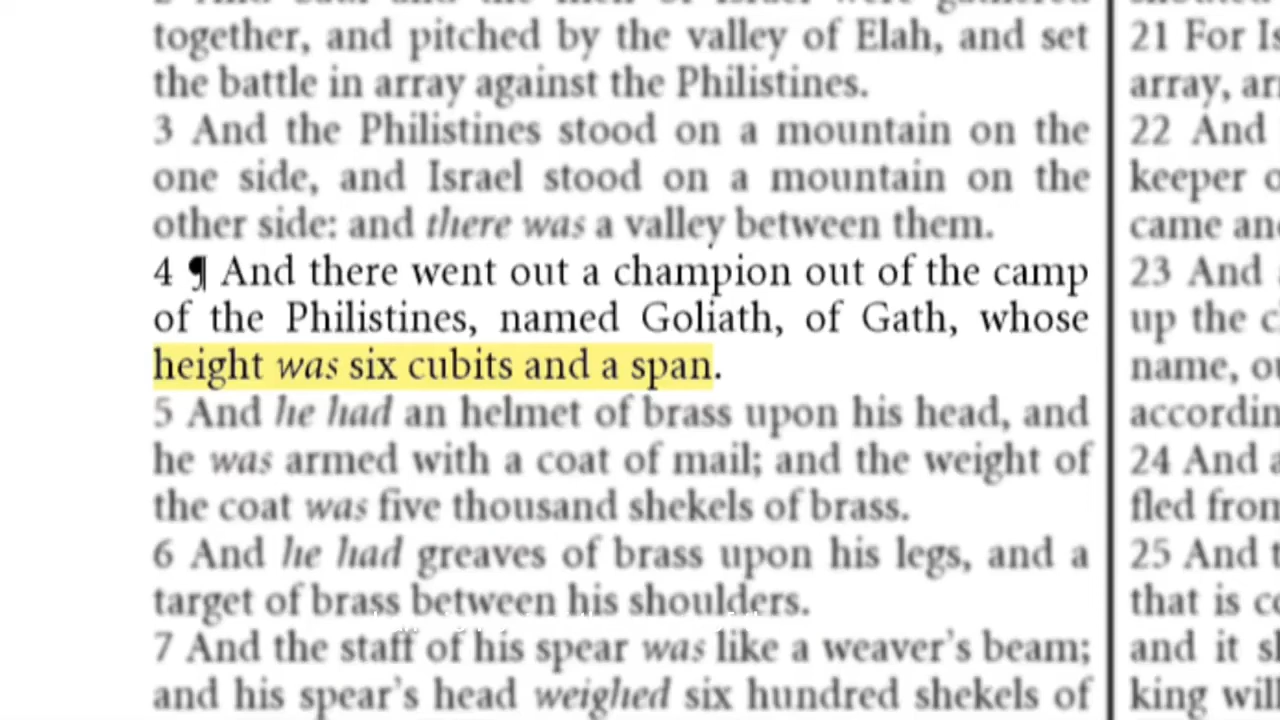 together, and pitched by the valley of Elah, and set
the battle in array against the Philistines.
3 And the Philistines stood on a mountain on the
one side, and Israel stood on a mountain on the
other side: and there was a valley between them.
4 ¶ And there went out a champion out of the camp
of the Philistines, named Goliath, of Gath, whose
height was six cubits and a span.
5 And he had an helmet of brass upon his head, and
he was armed with a coat of mail; and the weight of
the coat was five thousand shekels of brass.
6 And he had greaves of brass upon his legs, and a
target of brass between his shoulders.
7 And the staff of his spear was like a weaver's beam;
and his spear's head weighed six hundred shekels of
21 For
array,
22 And
keeper
came
23 And
up the
name,
24 And
fled from
25 And
that is
and it
king